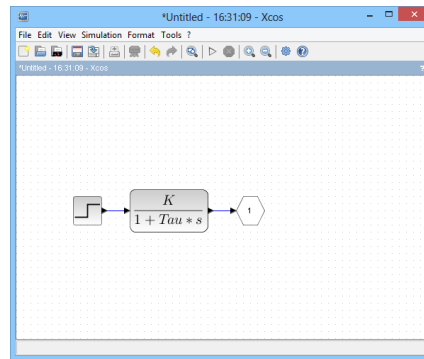 *Untitled - 16:31:09 - Xcos
File Edit View Simulation Format Tools ?
*Untitled - 16:31:09 - Xcos
K
1 + Tau * s
1